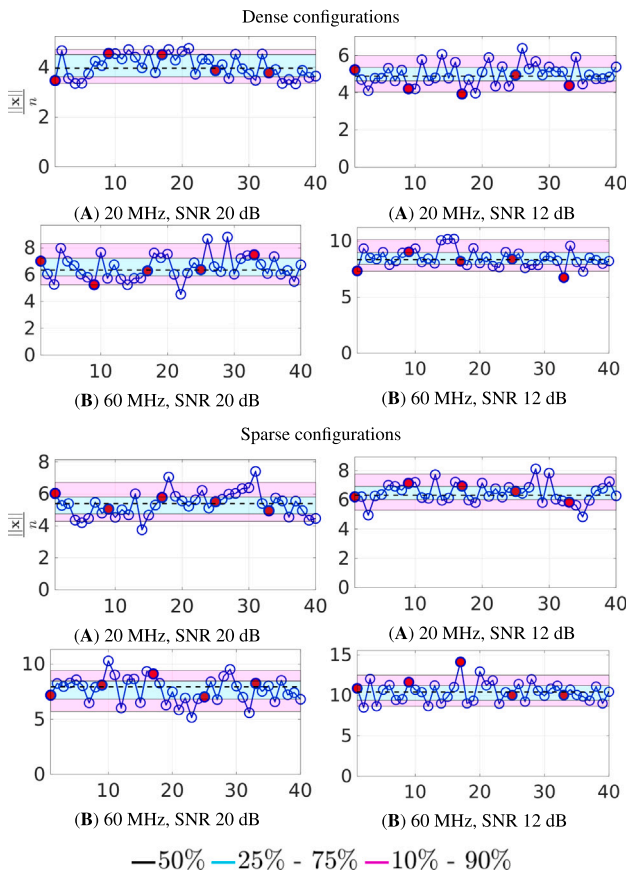 Dense configurations
||x||
n
4
2
0
10 20 30 40
(A) 20 MHz, SNR 20 dB
6
4
2
0
10 20 30 40
(A) 20 MHz, SNR 12 dB
8
6
4
2
0
10 20 30 40
(B) 60 MHz, SNR 20 dB
10
5
0
10 20 30 40
(B) 60 MHz, SNR 12 dB
Sparse configurations
||x||
n
8
6
4
2
0
10 20 30 40
(A) 20 MHz, SNR 20 dB
8
6
4
2
0
10 20 30 40
(A) 20 MHz, SNR 12 dB
10
5
0
10 20 30 40
(B) 60 MHz, SNR 20 dB
15
10
5
0
10 20 30 40
(B) 60 MHz, SNR 12 dB
50% 25% - 75% 10% - 90%